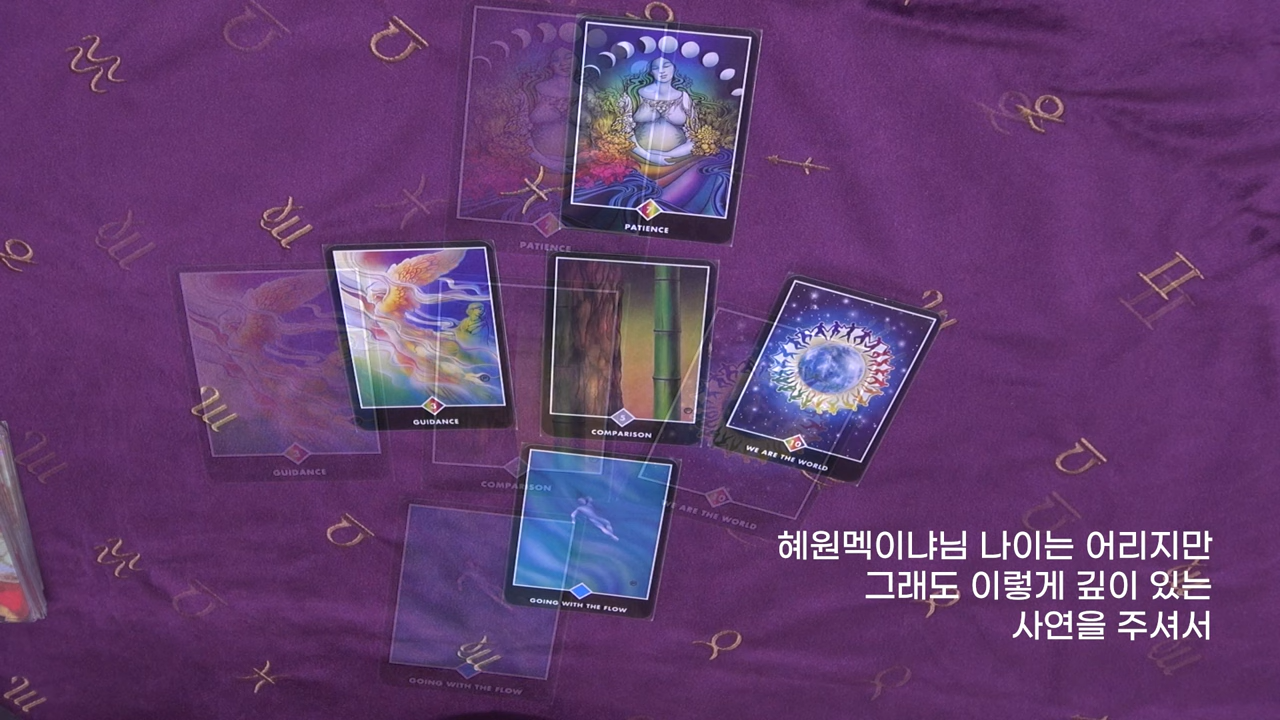 PATIENCE
PATIENCE
GUIDANCE
COMPARISON
WE ARE THE WORLD
GUIDANCE
COMPARISON
WE ARE THE WORLD
GOING WITH THE FLOW
GOING WITH THE FLOW
혜원멕이냐님 나이는 어리지만
그래도 이렇게 깊이 있는
사연을 주셔서